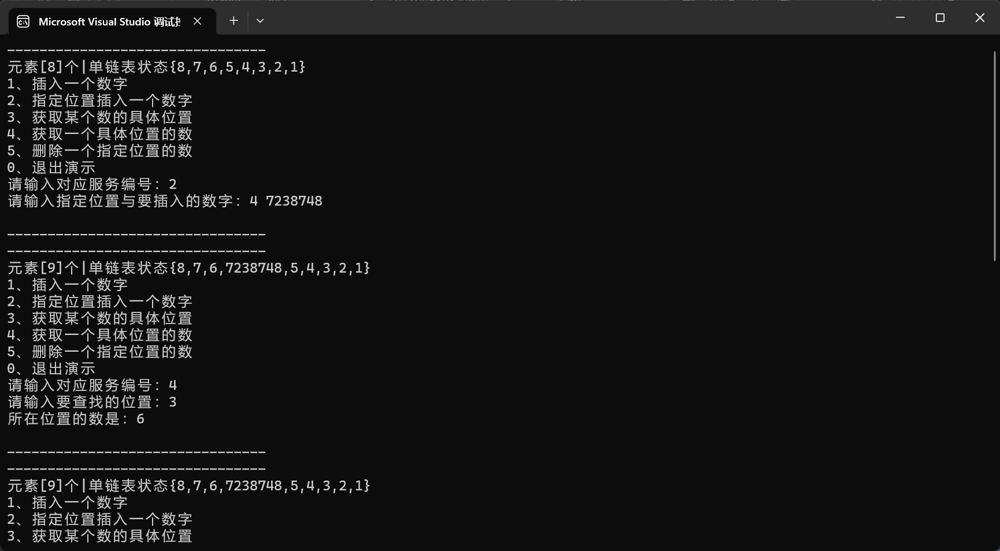 Microsoft Visual Studio 调试
--------------------------------
元素[8]个|单链表状态{8,7,6,5,4,3,2,1}
1、插入一个数字
2、指定位置插入一个数字
3、获取某个数的具体位置
4、获取一个具体位置的数
5、删除一个指定位置的数
0、退出演示
请输入对应服务编号: 2
请输入指定位置与要插入的数字: 4 7238748
--------------------------------
--------------------------------
元素[9]个|单链表状态{8,7,6,7238748,5,4,3,2,1}
1、插入一个数字
2、指定位置插入一个数字
3、获取某个数的具体位置
4、获取一个具体位置的数
5、删除一个指定位置的数
0、退出演示
请输入对应服务编号: 4
请输入要查找的位置: 3
所在位置的数是: 6
--------------------------------
--------------------------------
元素[9]个|单链表状态{8,7,6,7238748,5,4,3,2,1}
1、插入一个数字
2、指定位置插入一个数字
3、获取某个数的具体位置